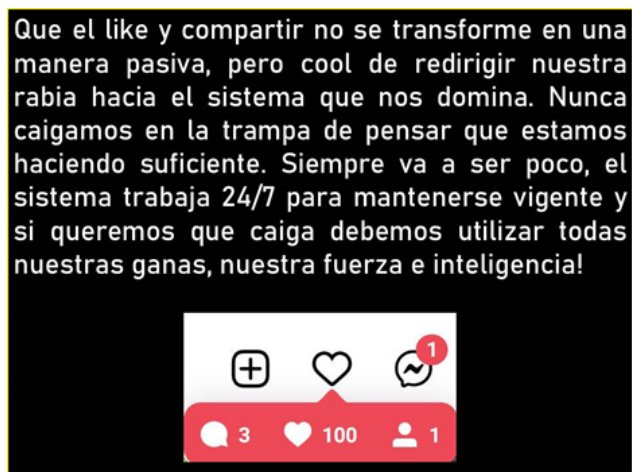 Que el like y compartir no se transforme en una
manera pasiva, pero cool de redirigir nuestra
rabia hacia el sistema que nos domina. Nunca
caigamos en la trampa de pensar que estamos
haciendo suficiente. Siempre va a ser poco, el
sistema trabaja 24/7 para mantenerse vigente y
si queremos que caiga debemos utilizar todas
nuestras ganas, nuestra fuerza e inteligencia!
1
3 100 1